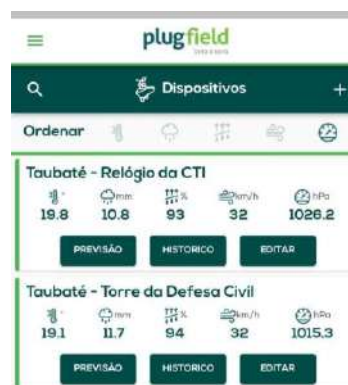 plugfield
Dispositivos +
Ordenar
Taubaté - Relógio da CTI
° mm % km/h hPa
19.8 10.8 93 32 1026.2
PREVISÃO HISTORICO EDITAR
Taubaté - Torre da Defesa Civil
° mm % km/h hPa
19.1 11.7 94 32 1015.3
PREVISÃO HISTORICO EDITAR